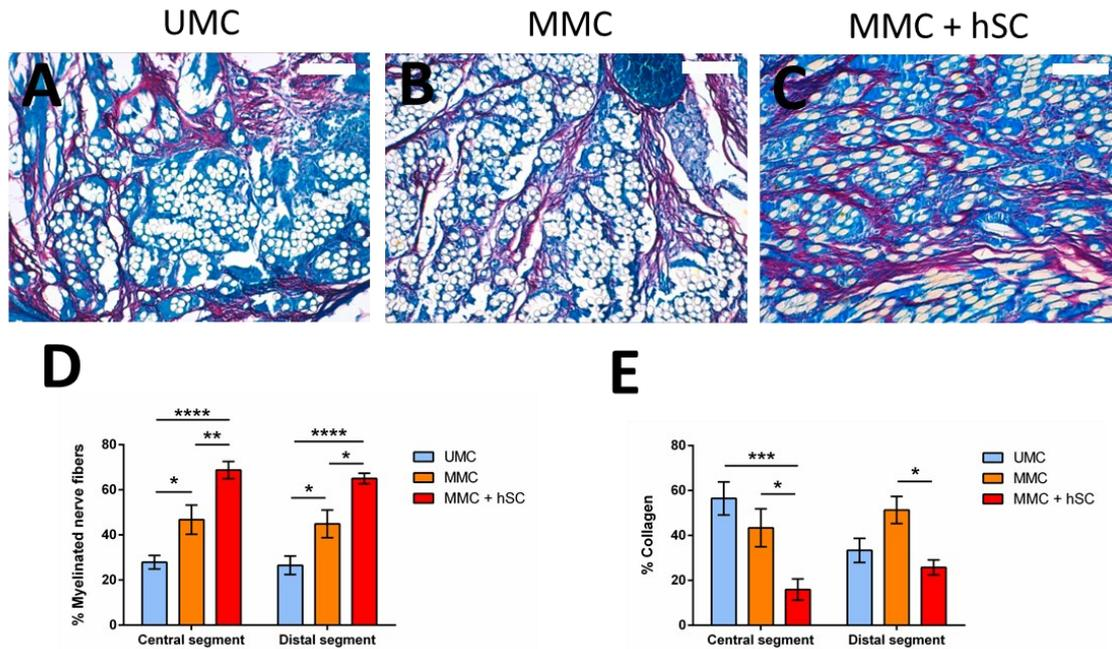 UMC MMC MMC + hSC
A B C
D E
% Myelinated nerve fibers
80
60
40
20
0
****
**
*
****
*
*
Central segment Distal segment
UMC
MMC
MMC + hSC
% Collagen
80
60
40
20
0
***
*
*
Central segment Distal segment
UMC
MMC
MMC + hSC